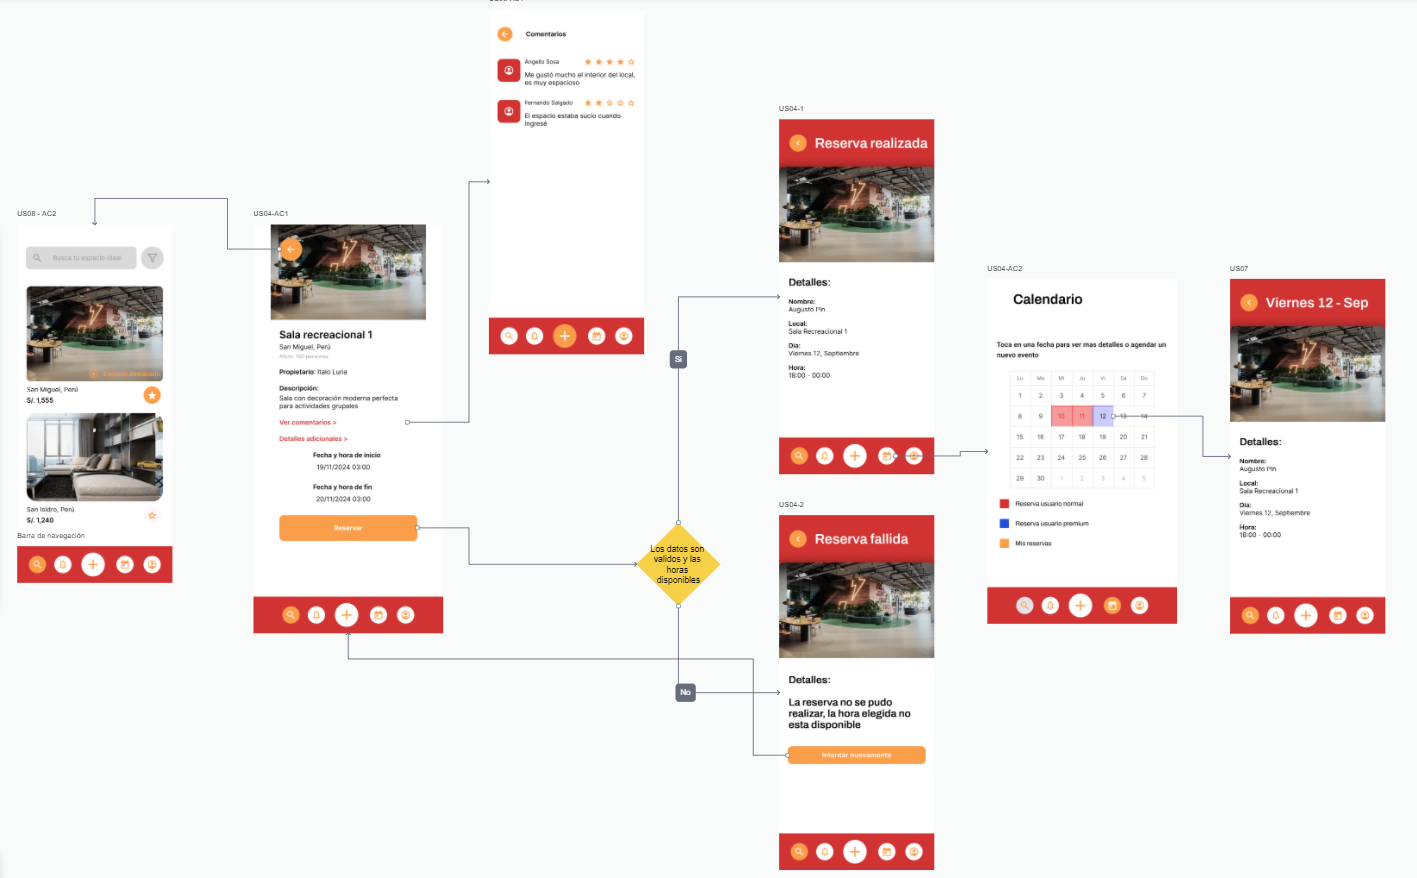 Comentarios
Angello Sosa
Me gustó mucho el interior del local,
es muy espacioso
Fernando Salgado
El espacio estaba sucio cuando
ingresé
US08 - AC2
Busca tu espacio ideal
San Miguel, Perú
S/. 1,555
San Isidro, Perú
S/. 1,240
Barra de navegación
US04-AC1
Sala recreacional 1
San Miguel, Perú
Aforo: 100 personas
Propietario: Italo Luna
Descripción:
Sala con decoración moderna perfecta
para actividades grupales
Ver comentarios >
Detalles adicionales >
Fecha y hora de inicio
19/11/2024 03:00
Fecha y hora de fin
20/11/2024 03:00
Reservar
Los datos son
validos y las
horas
disponibles
Si
No
US04-1
Reserva realizada
Detalles:
Nombre:
Augusto Pin
Local:
Sala Recreacional 1
Dia:
Viernes 12, Septiembre
Hora:
18:00 - 00:00
US04-2
Reserva fallida
Detalles:
La reserva no se pudo
realizar, la hora elegida no
esta disponible
Intentar nuevamente
US04-AC2
Calendario
Toca en una fecha para ver mas detalles o agendar un
nuevo evento
Lu Ma Mi Ju Vi Sa Do
1 2 3 4 5 6 7
8 9 10 11 12 13 14
15 16 17 18 19 20 21
22 23 24 25 26 27 28
29 30 1 2 3 4 5
Reserva usuario normal
Reserva usuario premium
Mis reservas
US07
Viernes 12 - Sep
Detalles:
Nombre:
Augusto Pin
Local:
Sala Recreacional 1
Dia:
Viernes 12, Septiembre
Hora:
18:00 - 00:00